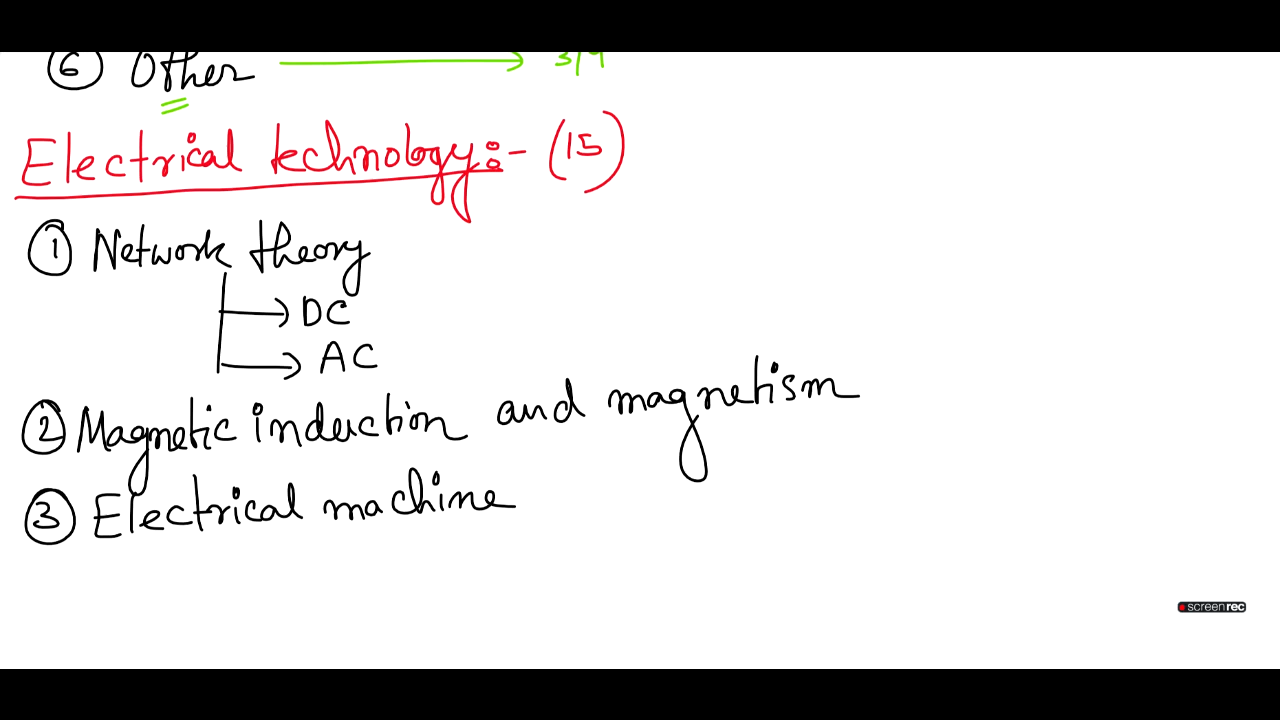 ⑥ Other → 3/4
Electrical technology:- (15)
① Network theory
→ DC
→ AC
② Magnetic induction and magnetism
③ Electrical machine
screenrec